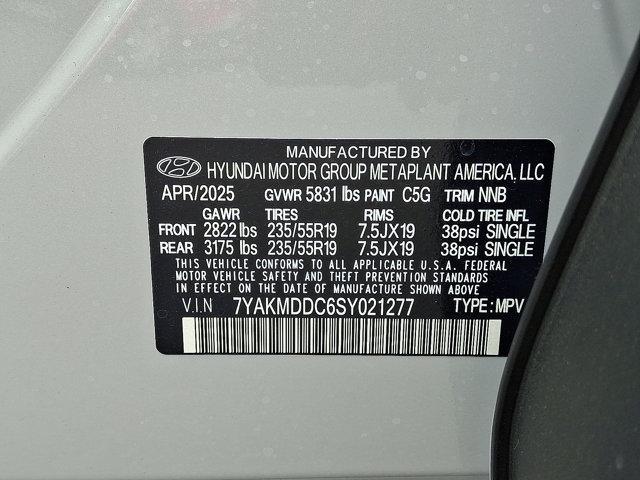 MANUFACTURED BY
HYUNDAI MOTOR GROUP METAPLANT AMERICA, LLC
APR/2025 GVWR 5831 lbs PAINT C5G TRIM NNB
GAWR TIRES RIMS COLD TIRE INFL
FRONT 2822 lbs 235/55R19 7.5JX19 38psi SINGLE
REAR 3175 lbs 235/55R19 7.5JX19 38psi SINGLE
THIS VEHICLE CONFORMS TO ALL APPLICABLE U.S.A. FEDERAL
MOTOR VEHICLE SAFETY AND THEFT PREVENTION STANDARDS
IN EFFECT ON THE DATE OF MANUFACTURE SHOWN ABOVE
V.I.N 7YAKMDDC6SY021277 TYPE: MPV